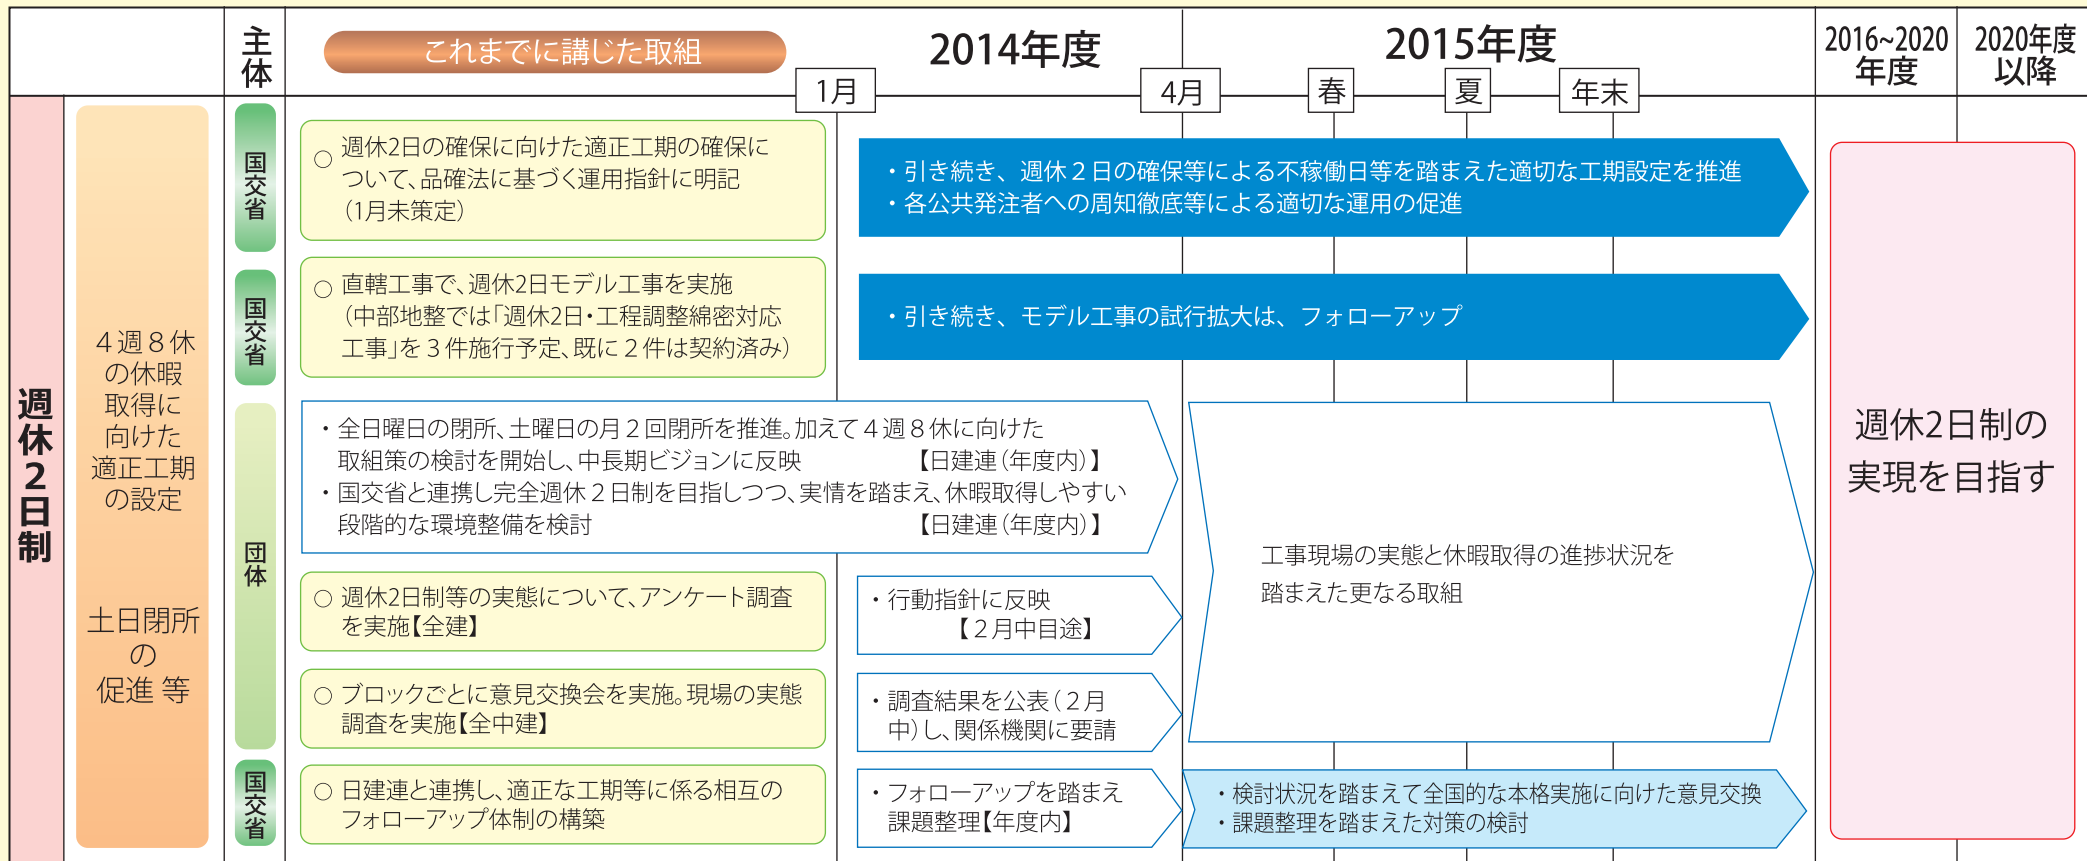 主体
これまでに講じた取組
2014年度
2015年度
2016~2020
年度
2020年度
以降
1月
4月
春
夏
年末
週休2日制
4週8休
の休暇
取得に
向けた
適正工期
の設定
土日閉所
の
促進 等
国交省
○ 週休2日の確保に向けた適正工期の確保に
ついて、品確法に基づく運用指針に明記
（1月末策定）
・引き続き、週休２日の確保等による不稼働日等を踏まえた適切な工期設定を推進
・各公共発注者への周知徹底等による適切な運用の促進
国交省
○ 直轄工事で、週休2日モデル工事を実施
（中部地整では「週休2日・工程調整綿密対応
工事」を３件施行予定、既に２件は契約済み）
・引き続き、モデル工事の試行拡大は、フォローアップ
団体
・全日曜日の閉所、土曜日の月２回閉所を推進。加えて４週８休に向けた
取組策の検討を開始し、中長期ビジョンに反映 【日建連（年度内）】
・国交省と連携し完全週休２日制を目指しつつ、実情を踏まえ、休暇取得しやすい
段階的な環境整備を検討 【日建連（年度内）】
○ 週休2日制等の実態について、アンケート調査
を実施【全建】
・行動指針に反映
【２月中目途】
○ ブロックごとに意見交換会を実施。現場の実態
調査を実施【全中建】
・調査結果を公表（２月
中）し、関係機関に要請
工事現場の実態と休暇取得の進捗状況を
踏まえた更なる取組
国交省
○ 日建連と連携し、適正な工期等に係る相互の
フォローアップ体制の構築
・フォローアップを踏まえ
課題整理【年度内】
・検討状況を踏まえて全国的な本格実施に向けた意見交換
・課題整理を踏まえた対策の検討
週休2日制の
実現を目指す